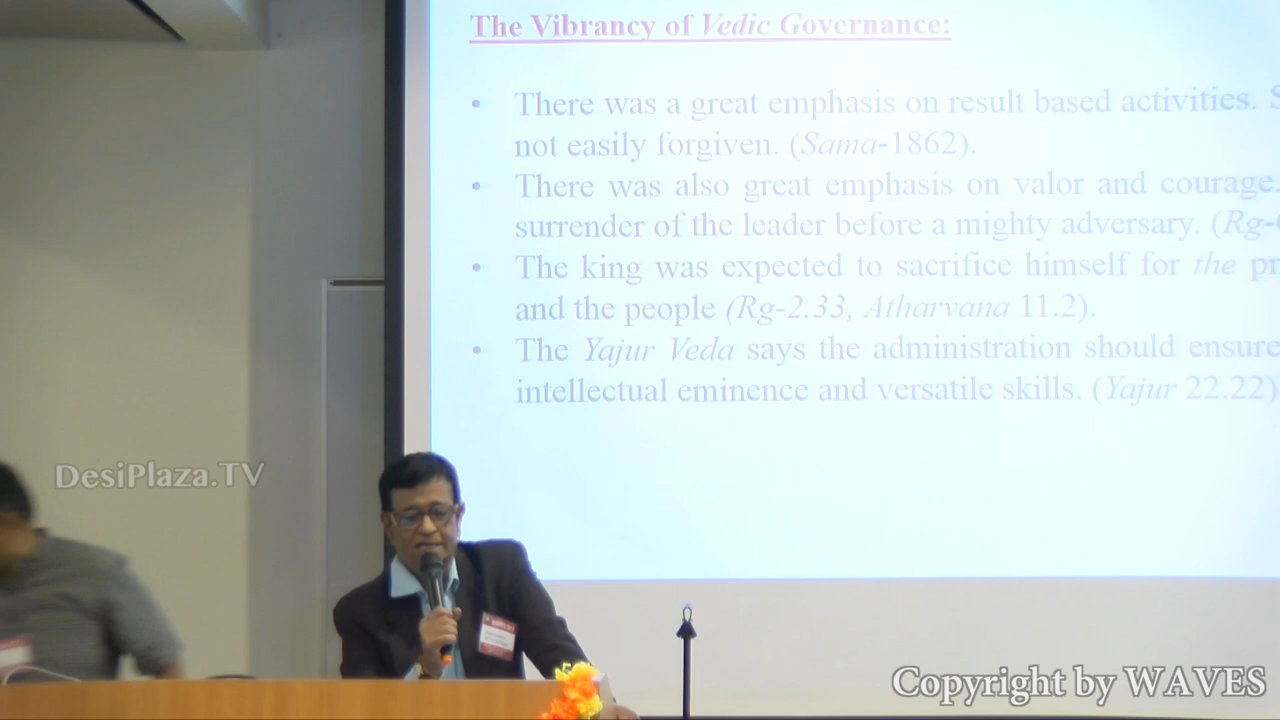 The Vibrancy of Vedic Governance:
• There was a great emphasis on result based activities. S
not easily forgiven. (Sama-1862).
• There was also great emphasis on valor and courage.
surrender of the leader before a mighty adversary. (Rg-
• The king was expected to sacrifice himself for the pr
and the people (Rg-2.33, Atharvana 11.2).
• The Yajur Veda says the administration should ensure
intellectual eminence and versatile skills. (Yajur 22.22)
DesiPlaza.TV
Copyright by WAVES